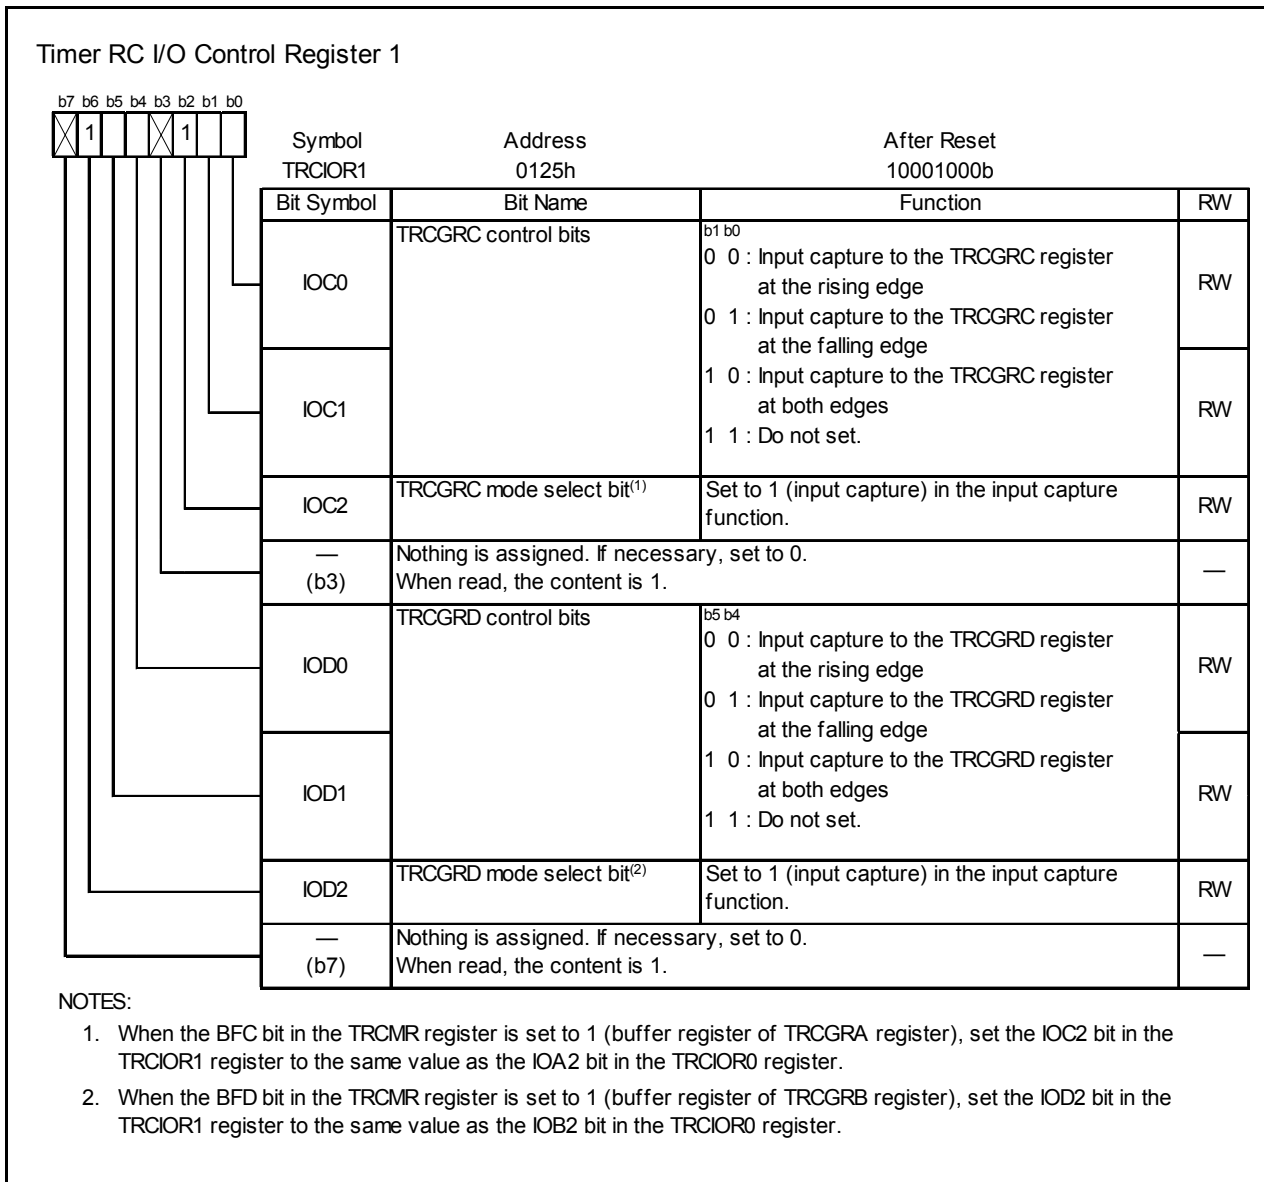 Timer RC I/O Control Register 1
b7 b6 b5 b4 b3 b2 b1 b0
1 1
Symbol Address After Reset
TRCIOR1 0125h 10001000b
Bit Symbol Bit Name Function RW
IOC0 TRCGRC control bits b1 b0
0 0 : Input capture to the TRCGRC register
at the rising edge RW
0 1 : Input capture to the TRCGRC register
at the falling edge
1 0 : Input capture to the TRCGRC register
IOC1 at both edges RW
1 1 : Do not set.
IOC2 TRCGRC mode select bit(1) Set to 1 (input capture) in the input capture
function. RW
— Nothing is assigned. If necessary, set to 0.
(b3) When read, the content is 1. —
IOD0 TRCGRD control bits b5 b4
0 0 : Input capture to the TRCGRD register
at the rising edge RW
0 1 : Input capture to the TRCGRD register
at the falling edge
1 0 : Input capture to the TRCGRD register
IOD1 at both edges RW
1 1 : Do not set.
IOD2 TRCGRD mode select bit(2) Set to 1 (input capture) in the input capture
function. RW
— Nothing is assigned. If necessary, set to 0.
(b7) When read, the content is 1. —
NOTES:
1. When the BFC bit in the TRCMR register is set to 1 (buffer register of TRCGRA register), set the IOC2 bit in the
TRCIOR1 register to the same value as the IOA2 bit in the TRCIOR0 register.
2. When the BFD bit in the TRCMR register is set to 1 (buffer register of TRCGRB register), set the IOD2 bit in the
TRCIOR1 register to the same value as the IOB2 bit in the TRCIOR0 register.